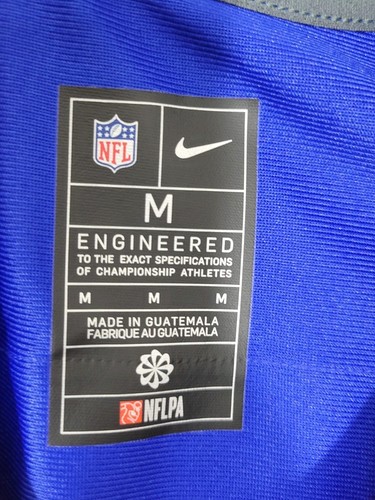 NFL
M
ENGINEERED
TO THE EXACT SPECIFICATIONS
OF CHAMPIONSHIP ATHLETES
M M M
MADE IN GUATEMALA
FABRIQUE AU GUATEMALA
NFLPA